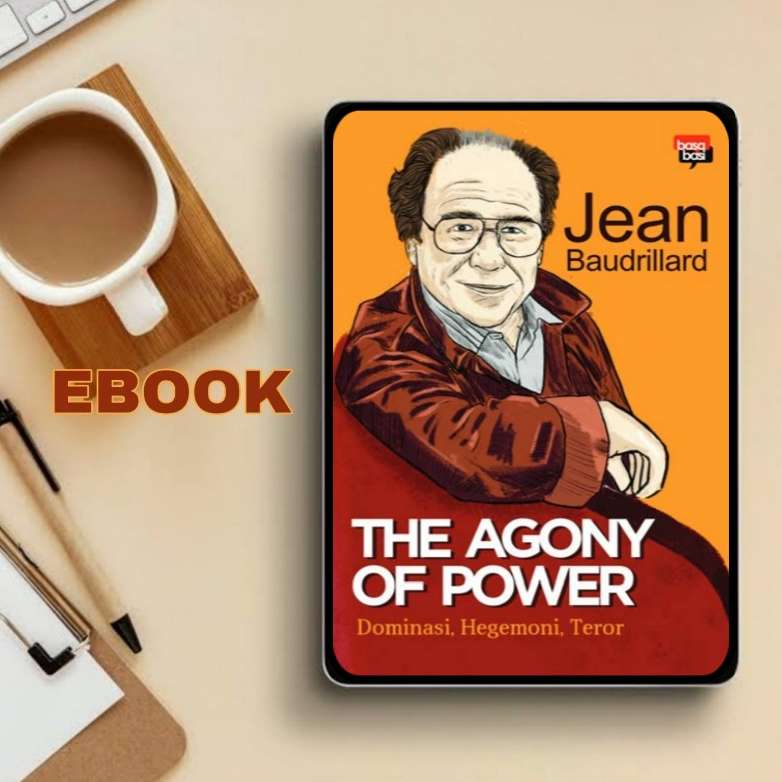 basa
basi
Jean
Baudrillard
EBOOK
THE AGONY
OF POWER
Dominasi, Hegemoni, Teror